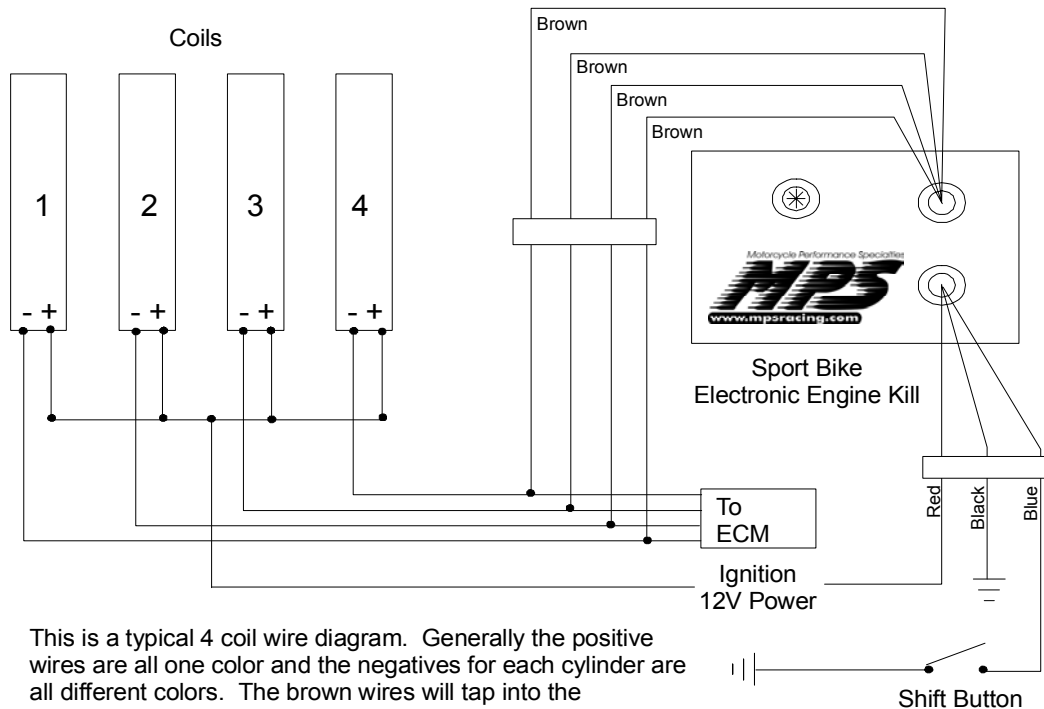 Coils
Brown
Brown
Brown
Brown
1
2
3
4
- +
- +
- +
- +
Motorcycle Performance Specialties
MPS
www.mpsracing.com
Sport Bike
Electronic Engine Kill
Red
Black
Blue
To
ECM
Ignition
12V Power
This is a typical 4 coil wire diagram. Generally the positive
wires are all one color and the negatives for each cylinder are
all different colors. The brown wires will tap into the
Shift Button